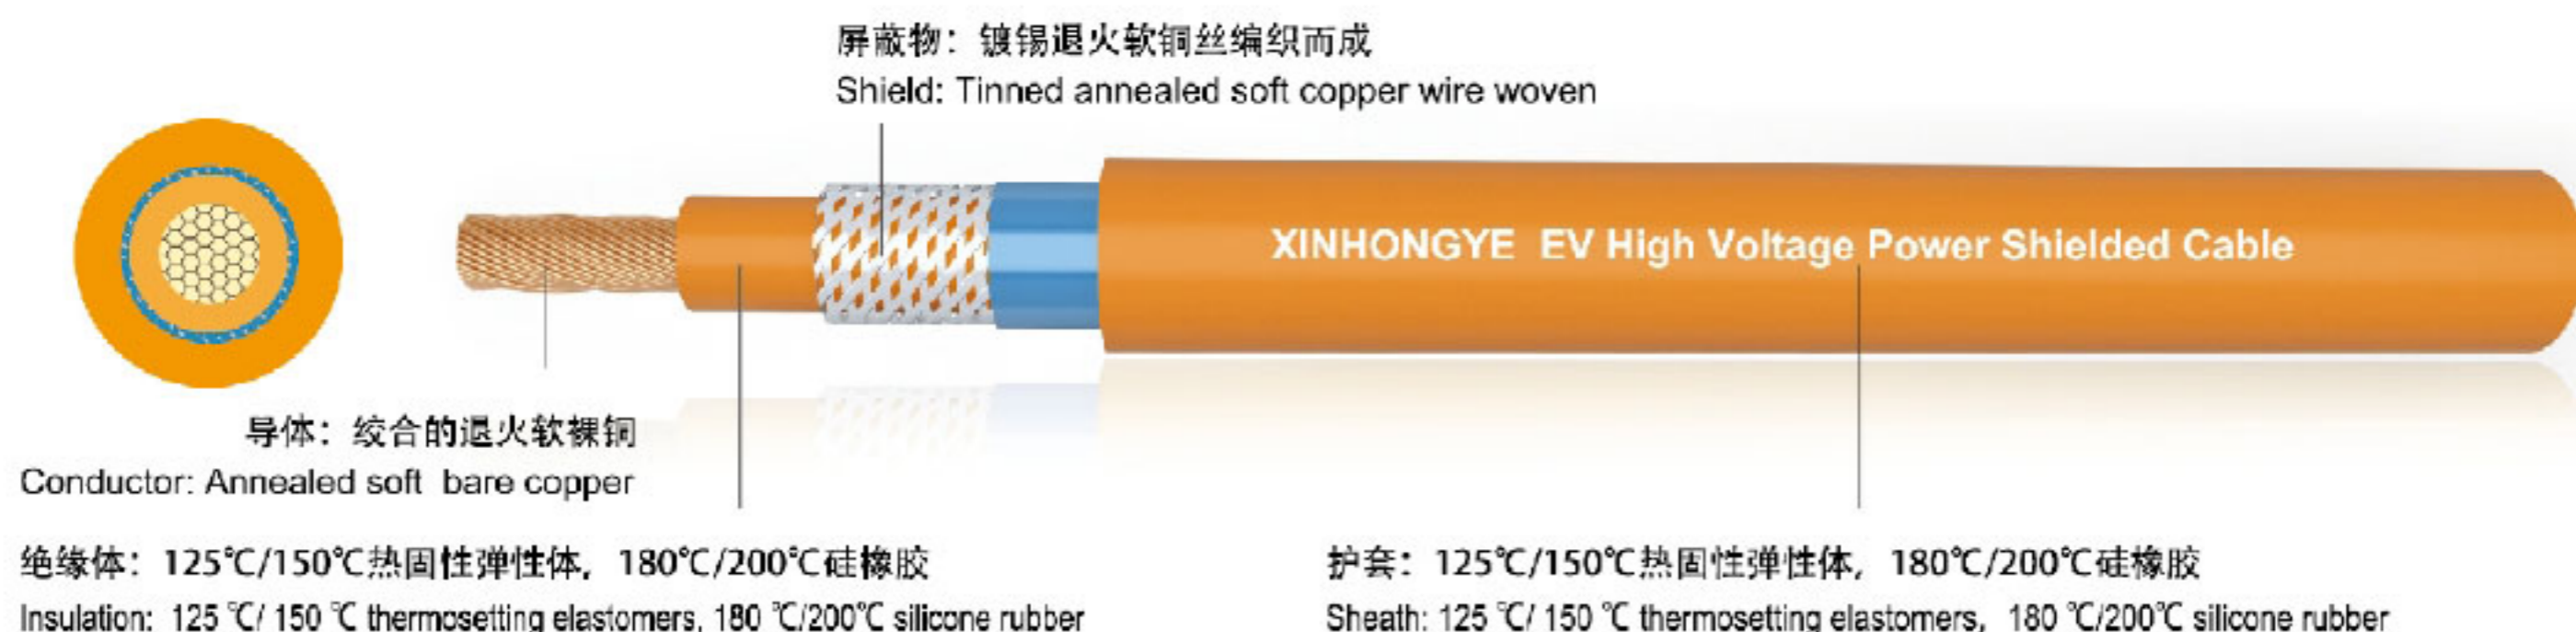 屏蔽物：镀锡退火软铜丝编织而成
Shield: Tinned annealed soft copper wire woven
XINHONGYE EV High Voltage Power Shielded Cable
导体：绞合的退火软裸铜
Conductor: Annealed soft bare copper
绝缘体：125℃/150℃热固性弹性体，180℃/200℃硅橡胶
Insulation: 125 ℃/ 150 ℃ thermosetting elastomers, 180 ℃/200℃ silicone rubber
护套：125℃/150℃热固性弹性体，180℃/200℃硅橡胶
Sheath: 125 ℃/ 150 ℃ thermosetting elastomers, 180 ℃/200℃ silicone rubber